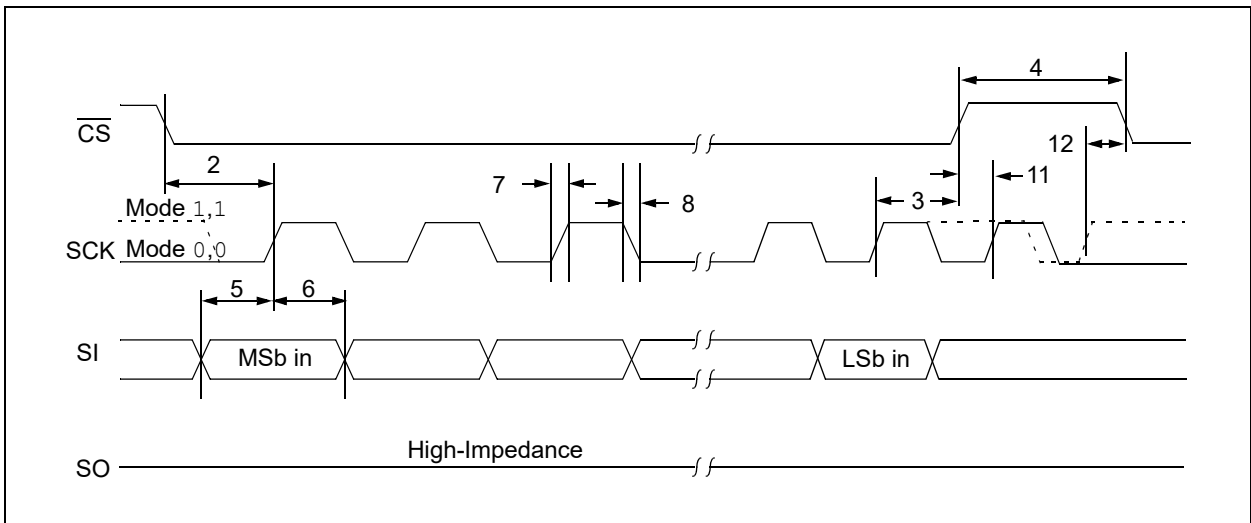 4
CS
12
2
11
7
8
3
Mode 1,1
SCK Mode 0,0
5
6
SI
MSb in
LSb in
High-Impedance
SO